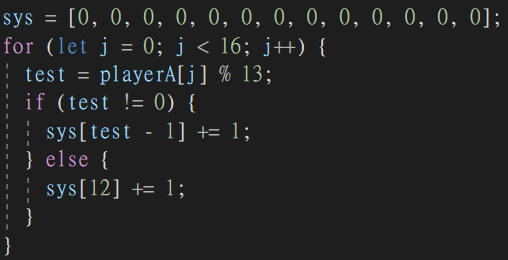 sys = [0, 0, 0, 0, 0, 0, 0, 0, 0, 0, 0, 0, 0];
for (let j = 0; j < 16; j++) {
test = playerA[j] % 13;
if (test != 0) {
sys[test - 1] += 1;
} else {
sys[12] += 1;
}
}